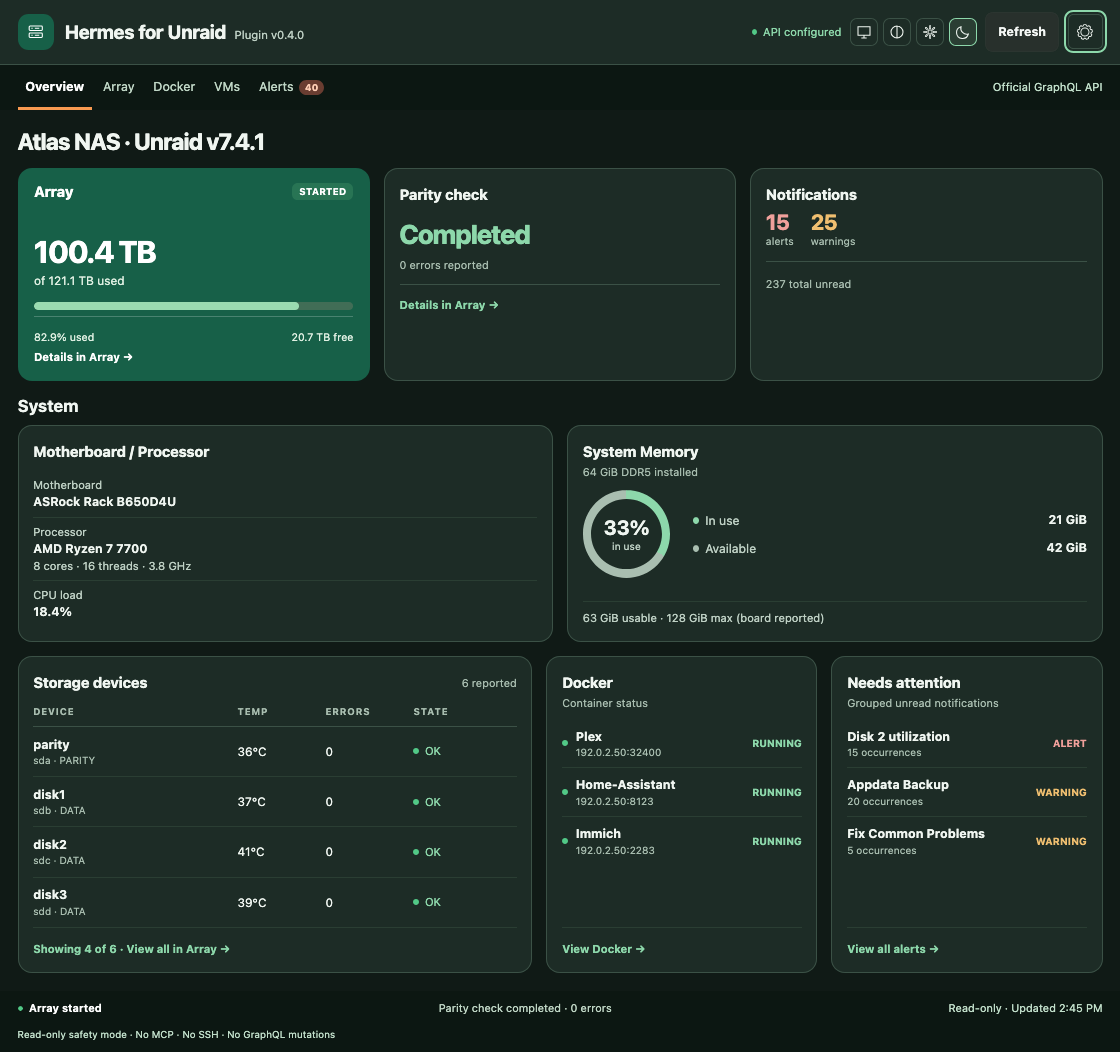 Hermes for Unraid Plugin v0.4.0
API configured
Refresh
Overview Array Docker VMs Alerts 40
Official GraphQL API
Atlas NAS · Unraid v7.4.1
Array STARTED
100.4 TB
of 121.1 TB used
82.9% used 20.7 TB free
Details in Array →
Parity check
Completed
0 errors reported
Details in Array →
Notifications
15 25
alerts warnings
237 total unread
System
Motherboard / Processor
Motherboard
ASRock Rack B650D4U
Processor
AMD Ryzen 7 7700
8 cores · 16 threads · 3.8 GHz
CPU load
18.4%
System Memory
64 GiB DDR5 installed
33%
in use
In use 21 GiB
Available 42 GiB
63 GiB usable · 128 GiB max (board reported)
Storage devices 6 reported
DEVICE TEMP ERRORS STATE
parity
sda · PARITY
36°C 0 OK
disk1
sdb · DATA
37°C 0 OK
disk2
sdc · DATA
41°C 0 OK
disk3
sdd · DATA
39°C 0 OK
Showing 4 of 6 · View all in Array →
Docker
Container status
Plex
192.0.2.50:32400
RUNNING
Home-Assistant
192.0.2.50:8123
RUNNING
Immich
192.0.2.50:2283
RUNNING
View Docker →
Needs attention
Grouped unread notifications
Disk 2 utilization
15 occurrences
ALERT
Appdata Backup
20 occurrences
WARNING
Fix Common Problems
5 occurrences
WARNING
View all alerts →
Array started
Parity check completed · 0 errors
Read-only · Updated 2:45 PM
Read-only safety mode · No MCP · No SSH · No GraphQL mutations